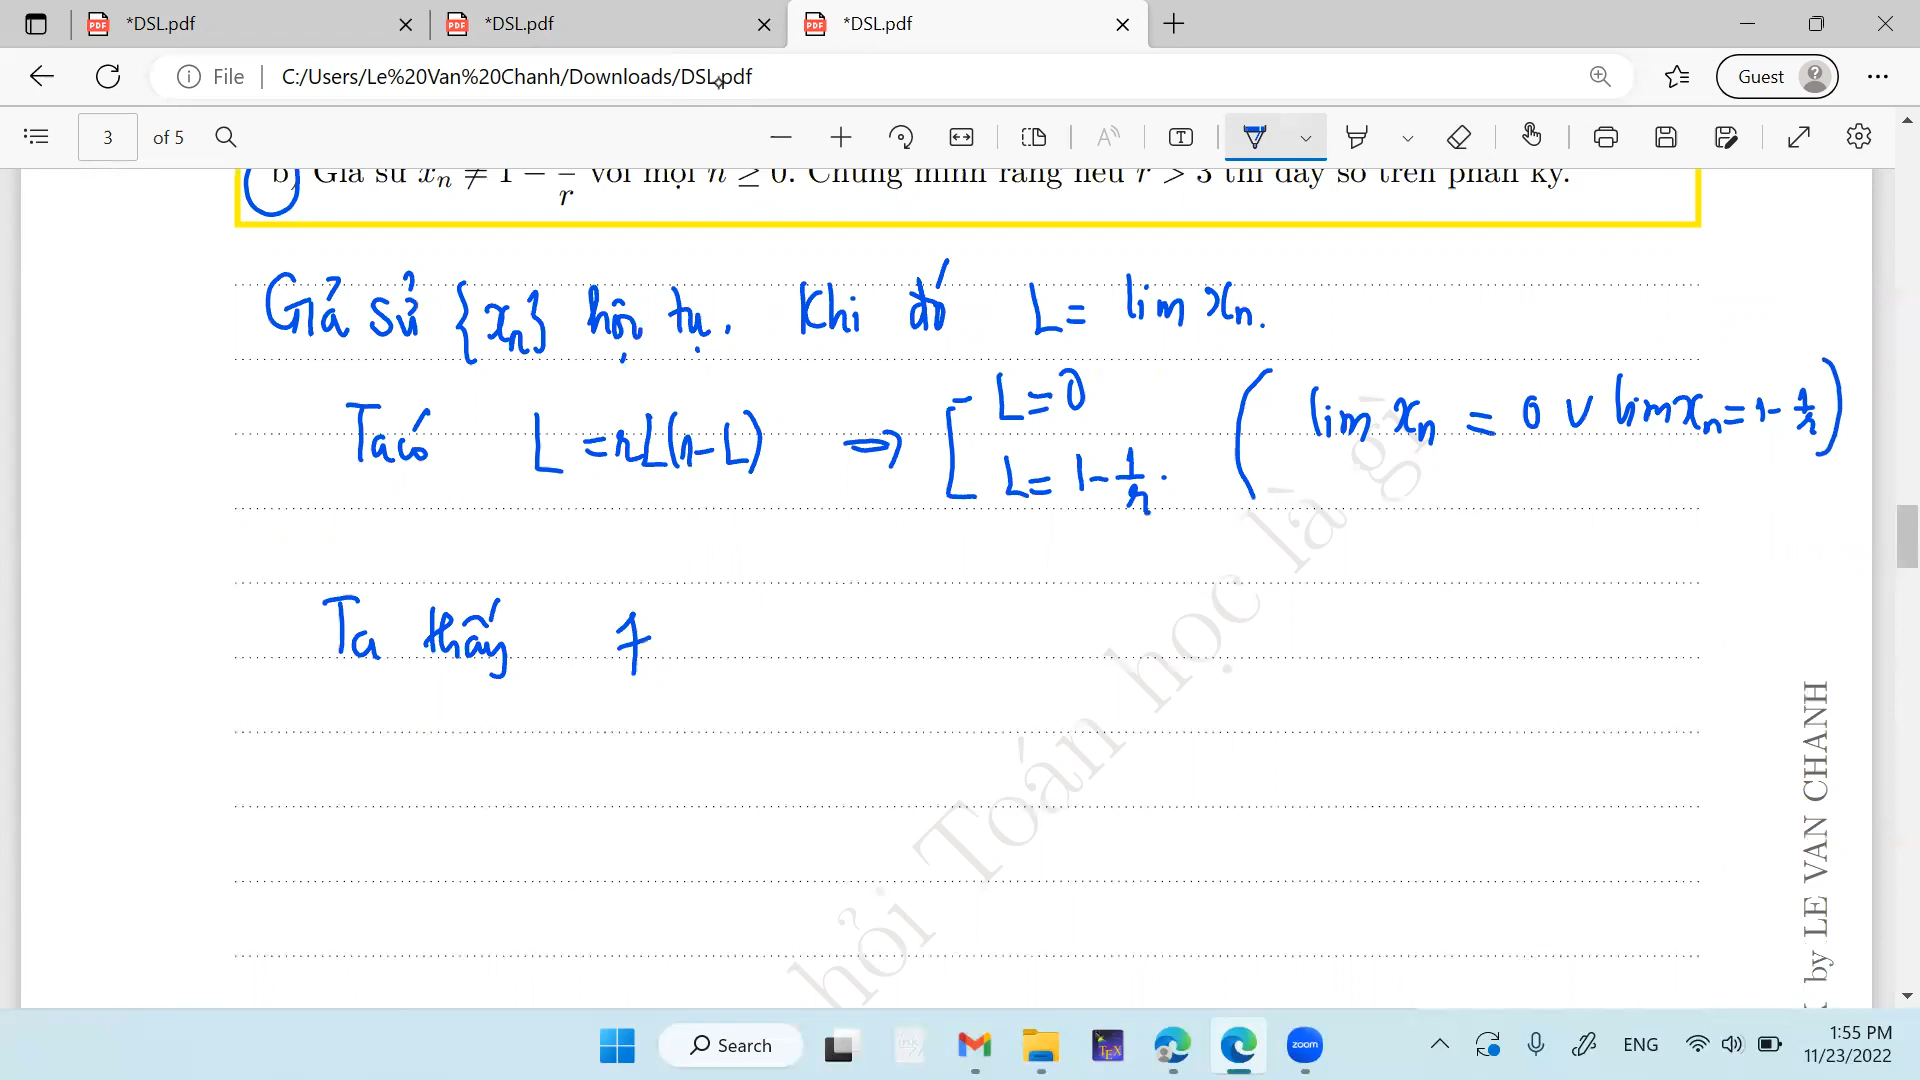 *DSL.pdf
*DSL.pdf
*DSL.pdf
File
C:/Users/Le%20Van%20Chanh/Downloads/DSL.pdf
Guest
3 of 5
b) Giả sử xₙ ≠ 1 − 1/r với mọi n ≥ 0. Chứng minh rằng nếu r > 3 thì dãy số trên phân kỳ.
Giả sử {xₙ} hội tụ. Khi đó L = lim xₙ.
Ta có L = rL(r−L) ⇒ [ L=0 L= 1−1/r. ( lim xₙ = 0 ∨ lim xₙ = 1− 1/r )
Ta thấy f
hỏi Toán học là gì
by LE VAN CHANH
Search
TEX
zoom
ENG
1:55 PM
11/23/2022